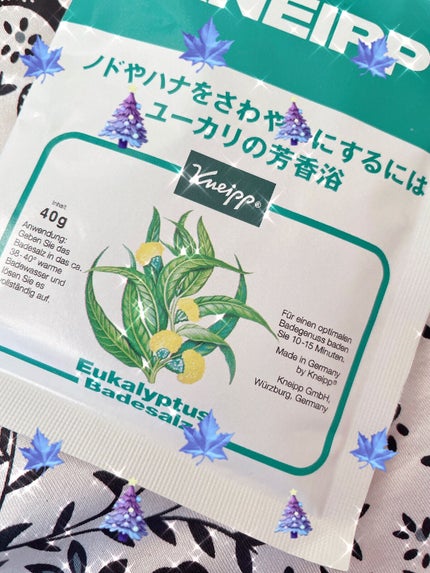 KNEIPP
ノドやハナをさわやかにするには
ユーカリの芳香浴
Kneipp®
Inhalt
40g
Anwendung:
Geben Sie das
Badesalz in das ca.
38-40° warme
Badewasser und
lösen Sie es
vollständig auf.
Für einen optimalen
Badegenuss baden
Sie 10-15 Minuten.
Made in Germany
by Kneipp®
Kneipp GmbH,
Würzburg, Germany
Eukalyptus
Badesalz